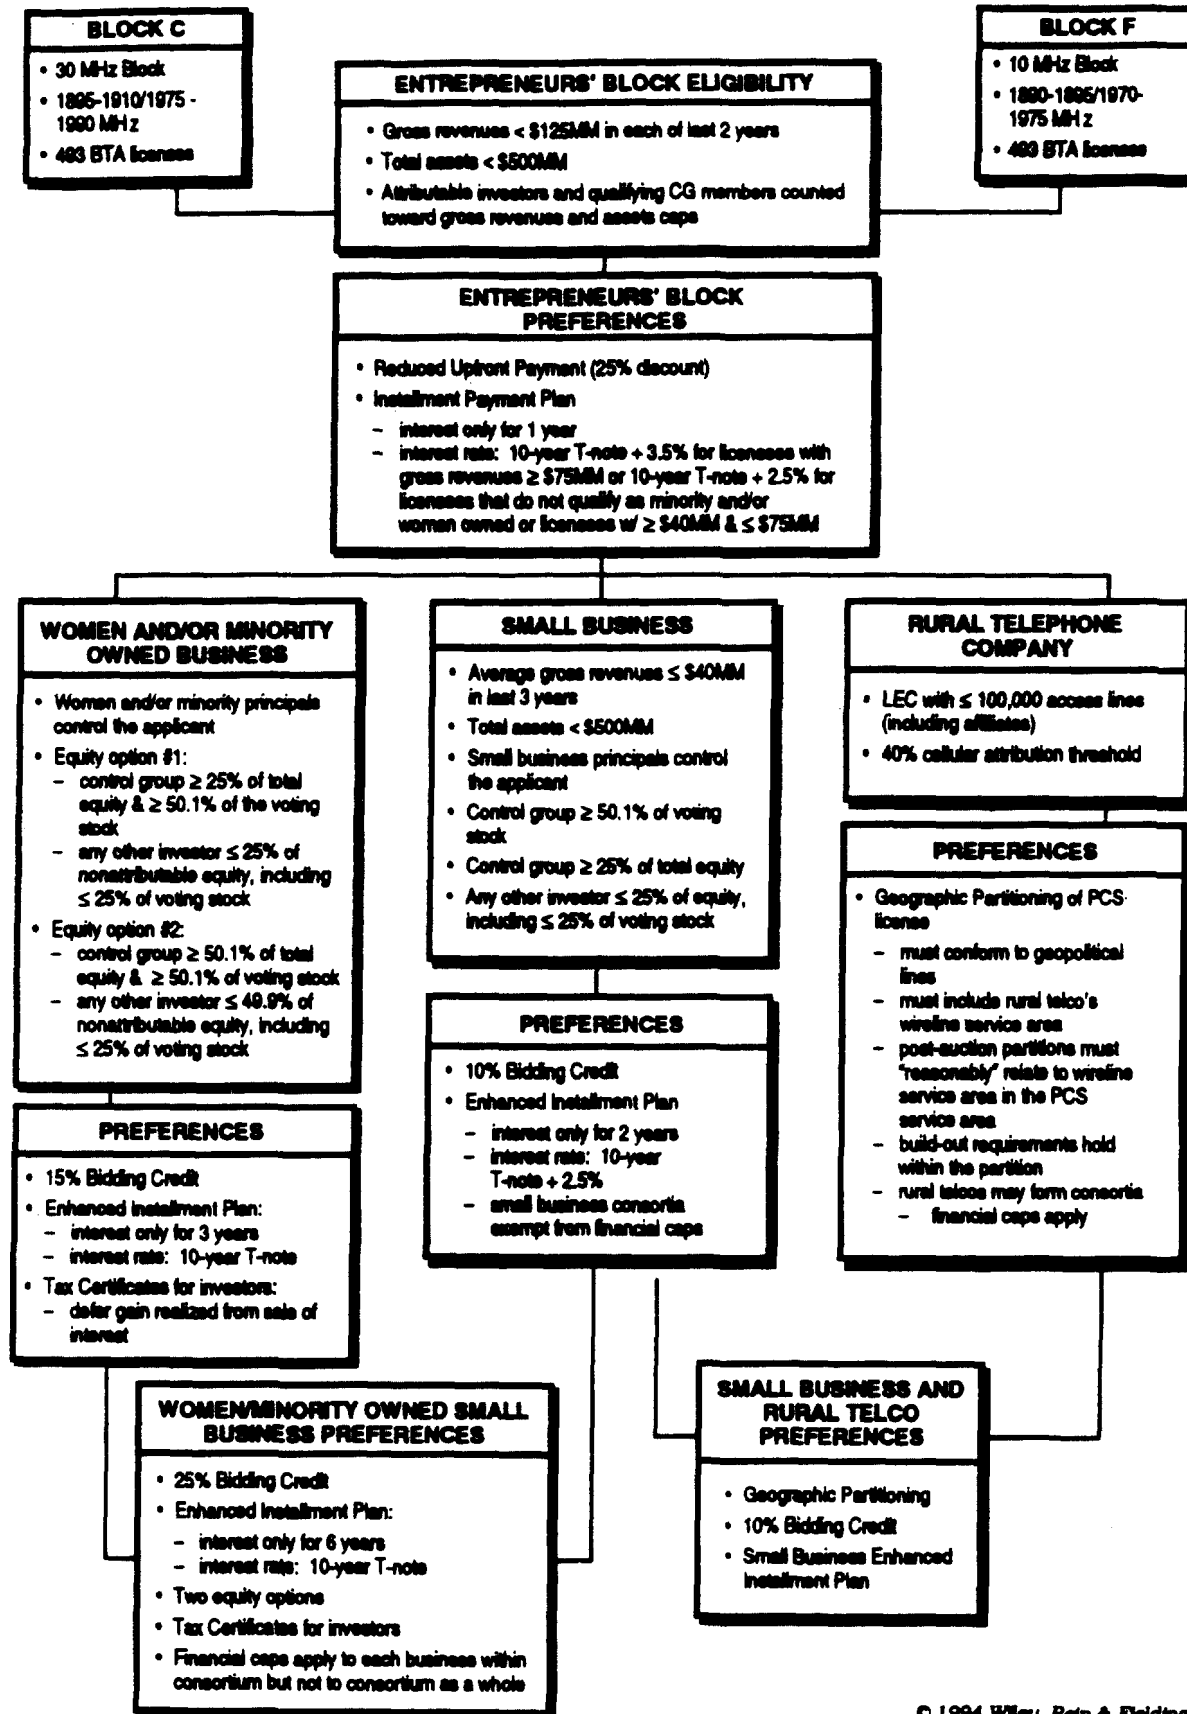 BLOCK C
• 30 MHz Block
• 1895-1910/1975 -
1990 MHz
• 493 BTA licenses
BLOCK F
• 10 MHz Block
• 1890-1895/1970-
1975 MHz
• 493 BTA licenses
ENTREPRENEURS' BLOCK ELIGIBILITY
• Gross revenues < $125MM in each of last 2 years
• Total assets < $500MM
• Attributable investors and qualifying CG members counted
toward gross revenues and assets caps
ENTREPRENEURS' BLOCK
PREFERENCES
• Reduced Upfront Payment (25% discount)
• Installment Payment Plan
– interest only for 1 year
– interest rate: 10-year T-note + 3.5% for licensees with
gross revenues ≥ $75MM or 10-year T-note + 2.5% for
licensees that do not qualify as minority and/or
women owned or licensees w/ ≥ $40MM & ≤ $75MM
WOMEN AND/OR MINORITY
OWNED BUSINESS
• Women and/or minority principals
control the applicant
• Equity option #1:
– control group ≥ 25% of total
equity & ≥ 50.1% of the voting
stock
– any other investor ≤ 25% of
nonattributable equity, including
≤ 25% of voting stock
• Equity option #2:
– control group ≥ 50.1% of total
equity & ≥ 50.1% of voting stock
– any other investor ≤ 49.9% of
nonattributable equity, including
≤ 25% of voting stock
PREFERENCES
• 15% Bidding Credit
• Enhanced Installment Plan:
– interest only for 3 years
– interest rate: 10-year T-note
• Tax Certificates for investors:
– defer gain realized from sale of
interest
SMALL BUSINESS
• Average gross revenues ≤ $40MM
in last 3 years
• Total assets < $500MM
• Small business principals control
the applicant
• Control group ≥ 50.1% of voting
stock
• Control group ≥ 25% of total equity
• Any other investor ≤ 25% of equity,
including ≤ 25% of voting stock
PREFERENCES
• 10% Bidding Credit
• Enhanced Installment Plan
– interest only for 2 years
– interest rate: 10-year
T-note + 2.5%
– small business consortia
exempt from financial caps
RURAL TELEPHONE
COMPANY
• LEC with ≤ 100,000 access lines
(including affiliates)
• 40% cellular attribution threshold
PREFERENCES
• Geographic Partitioning of PCS
license
– must conform to geopolitical
lines
– must include rural telco's
wireline service area
– post-auction partitions must
"reasonably" relate to wireline
service area in the PCS
service area
– build-out requirements hold
within the partition
– rural telcos may form consortia
– financial caps apply
WOMEN/MINORITY OWNED SMALL
BUSINESS PREFERENCES
• 25% Bidding Credit
• Enhanced Installment Plan:
– interest only for 6 years
– interest rate: 10-year T-note
• Two equity options
• Tax Certificates for investors
• Financial caps apply to each business within
consortium but not to consortium as a whole
SMALL BUSINESS AND
RURAL TELCO
PREFERENCES
• Geographic Partitioning
• 10% Bidding Credit
• Small Business Enhanced
Installment Plan
© 1994 Wiley, Rein & Fielding